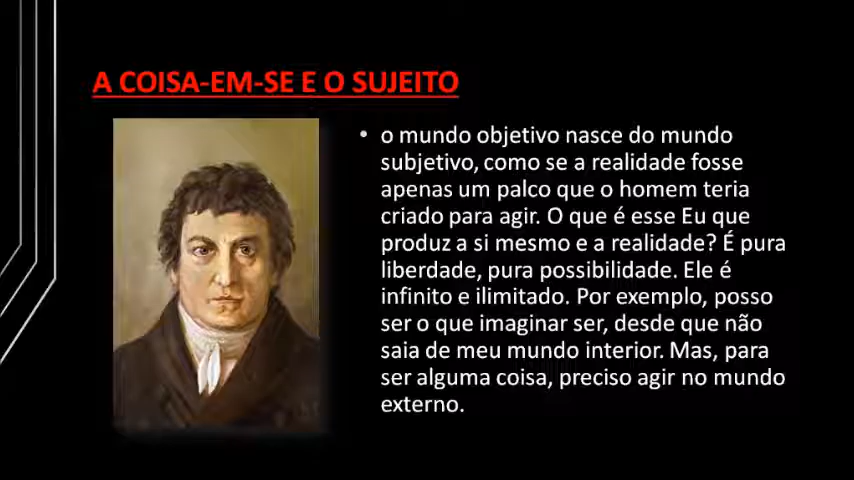 A COISA-EM-SE E O SUJEITO
• o mundo objetivo nasce do mundo
subjetivo, como se a realidade fosse
apenas um palco que o homem teria
criado para agir. O que é esse Eu que
produz a si mesmo e a realidade? É pura
liberdade, pura possibilidade. Ele é
infinito e ilimitado. Por exemplo, posso
ser o que imaginar ser, desde que não
saia de meu mundo interior. Mas, para
ser alguma coisa, preciso agir no mundo
externo.